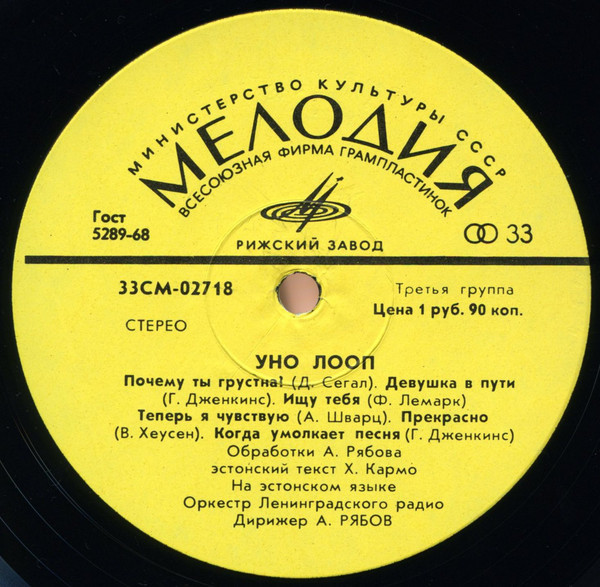 МИНИСТЕРСТВО КУЛЬТУРЫ СССР
МЕЛОДИЯ
ВСЕСОЮЗНАЯ ФИРМА ГРАМПЛАСТИНОК
Гост
5289-68
РИЖСКИЙ ЗАВОД
33
33СМ-02718
Третья группа
Цена 1 руб. 90 коп.
СТЕРЕО
УНО ЛООП
Почему ты грустна! (Д. Сегал). Девушка в пути
(Г. Дженкинс). Ищу тебя (Ф. Лемарк)
Теперь я чувствую (А. Шварц). Прекрасно
(В. Хеусен). Когда умолкает песня (Г. Дженкинс)
Обработки А. Рябова
эстонский текст Х. Кармо
На эстонском языке
Оркестр Ленинградского радио
Дирижер А. РЯБОВ